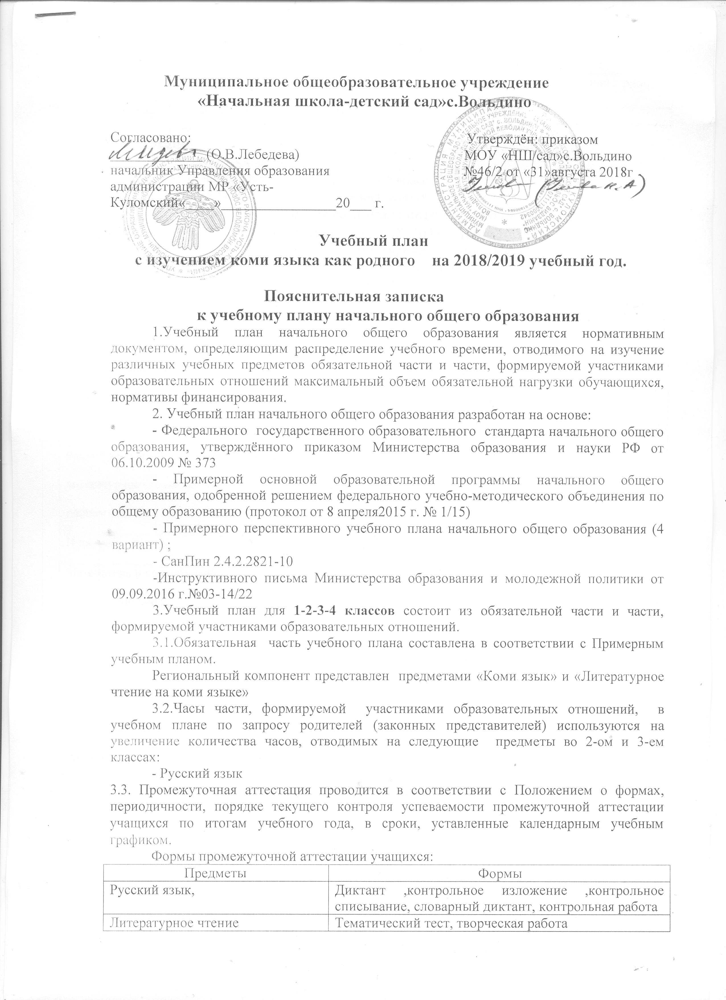 Муниципальное общеобразовательное учреждение
«Начальная школа-детский сад»с.Вольдино
Согласовано:
(О.В.Лебедева)
начальник Управления образования
администрации МР «Усть-
Куломский«____»________________20___ г.
Утверждён: приказом
МОУ «НШ/сад»с.Вольдино
№46/2 от «31»августа 2018г
Учебный план
с изучением коми языка как родного на 2018/2019 учебный год.
Пояснительная записка
к учебному плану начального общего образования
1.Учебный план начального общего образования является нормативным
документом, определяющим распределение учебного времени, отводимого на изучение
различных учебных предметов обязательной части и части, формируемой участниками
образовательных отношений максимальный объем обязательной нагрузки обучающихся,
нормативы финансирования.
2. Учебный план начального общего образования разработан на основе:
- Федерального государственного образовательного стандарта начального общего
образования, утверждённого приказом Министерства образования и науки РФ от
06.10.2009 № 373
- Примерной основной образовательной программы начального общего
образования, одобренной решением федерального учебно-методического объединения по
общему образованию (протокол от 8 апреля2015 г. № 1/15)
- Примерного перспективного учебного плана начального общего образования (4
вариант) ;
- СанПин 2.4.2.2821-10
-Инструктивного письма Министерства образования и молодежной политики от
09.09.2016 г.№03-14/22
3.Учебный план для 1-2-3-4 классов состоит из обязательной части и части,
формируемой участниками образовательных отношений.
3.1.Обязательная часть учебного плана составлена в соответствии с Примерным
учебным планом.
Региональный компонент представлен предметами «Коми язык» и «Литературное
чтение на коми языке»
3.2.Часы части, формируемой участниками образовательных отношений, в
учебном плане по запросу родителей (законных представителей) используются на
увеличение количества часов, отводимых на следующие предметы во 2-ом и 3-ем
классах:
- Русский язык
3.3. Промежуточная аттестация проводится в соответствии с Положением о формах,
периодичности, порядке текущего контроля успеваемости промежуточной аттестации
учащихся по итогам учебного года, в сроки, уставленные календарным учебным
графиком.
Формы промежуточной аттестации учащихся:
Предметы Формы
Русский язык, Диктант ,контрольное изложение ,контрольное
списывание, словарный диктант, контрольная работа
Литературное чтение Тематический тест, творческая работа